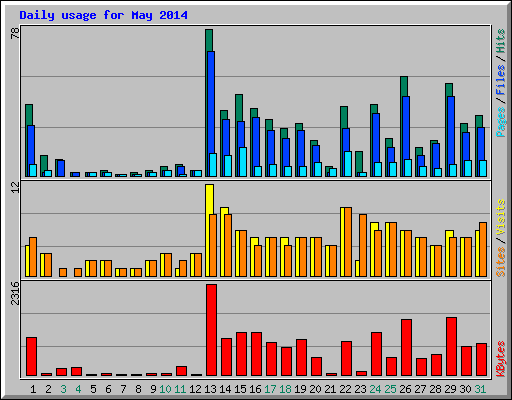 Daily usage for May 2014
78
Pages / Files / Hits
12
Sites / Visits
2316
KBytes
1 2 3 4 5 6 7 8 9 10 11 12 13 14 15 16 17 18 19 20 21 22 23 24 25 26 27 28 29 30 31